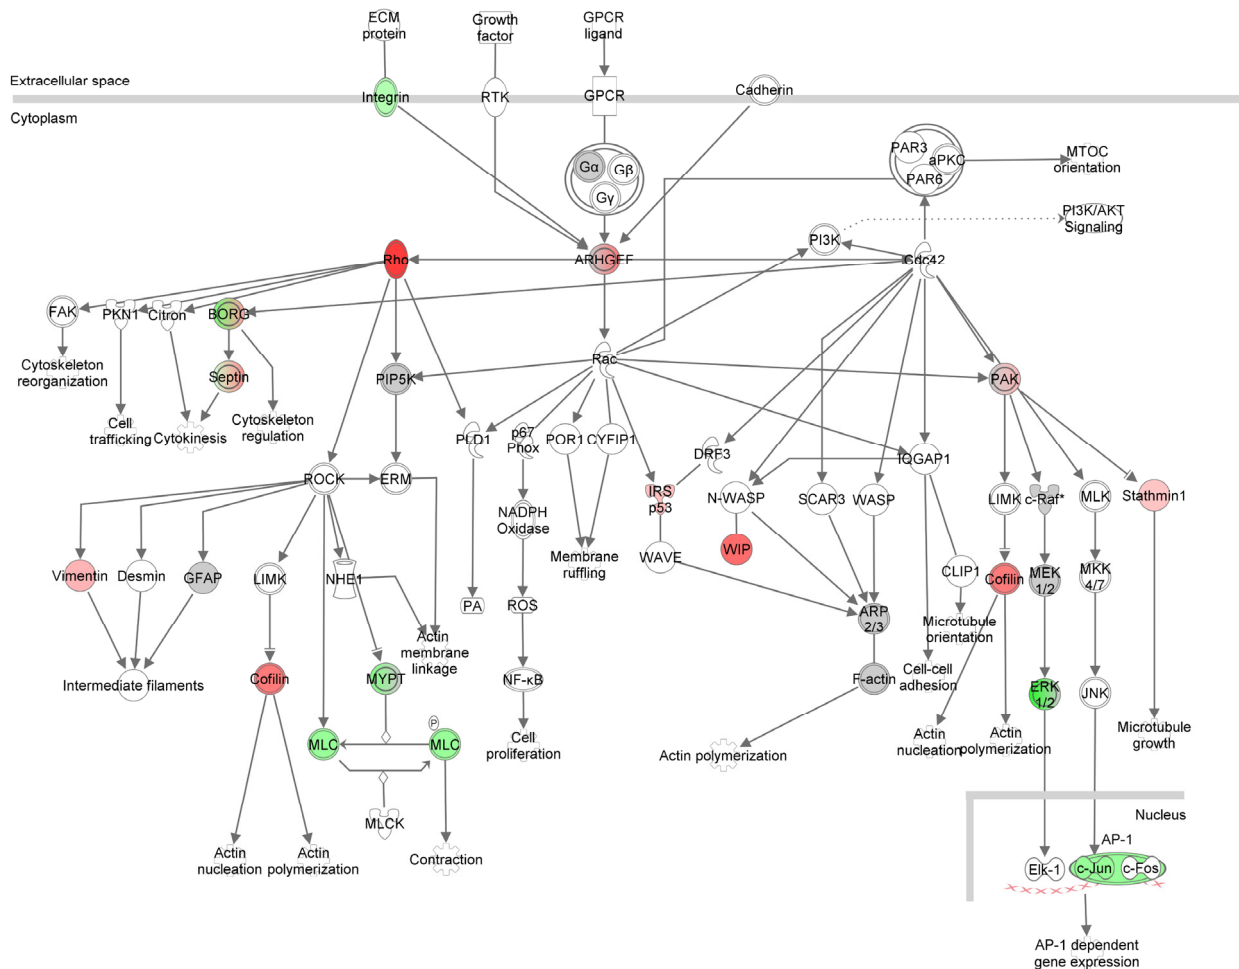 ECM
protein
Growth
factor
GPCR
ligand
Extracellular space
Integrin
RTK
GPCR
Cadherin
Cytoplasm
Gα
Gβ
Gγ
PAR3
aPKC
PAR6
MTOC
orientation
PI3K/AKT
Signaling
PI3K
Rho
ARHGEF
Cdc42
FAK
PKN1
Citron
BORG
Cytoskeleton
reorganization
Septin
PIP5K
Rac
PAK
Cell
trafficking
Cytokinesis
Cytoskeleton
regulation
PLD1
p67
Phox
POR1
CYFIP1
DRF3
IQGAP1
ROCK
ERM
IRS
p53
N-WASP
SCAR3
WASP
LIMK
c-Raf*
MLK
Stathmin1
NADPH
Oxidase
Membrane
ruffling
WAVE
WIP
Vimentin
Desmin
GFAP
LIMK
NHE1
CLIP1
Cofilin
MEK
1/2
MKK
4/7
PA
ROS
ARP
2/3
Microtubule
orientation
Actin
membrane
linkage
Intermediate filaments
Cofilin
MYPT
NF-κB
F-actin
Cell-cell
adhesion
ERK
1/2
JNK
P
MLC
MLC
Cell
proliferation
Actin polymerization
Actin
nucleation
Actin
polymerization
Microtubule
growth
MLCK
Nucleus
Actin
nucleation
Actin
polymerization
Contraction
AP-1
Elk-1
c-Jun
c-Fos
AP-1 dependent
gene expression